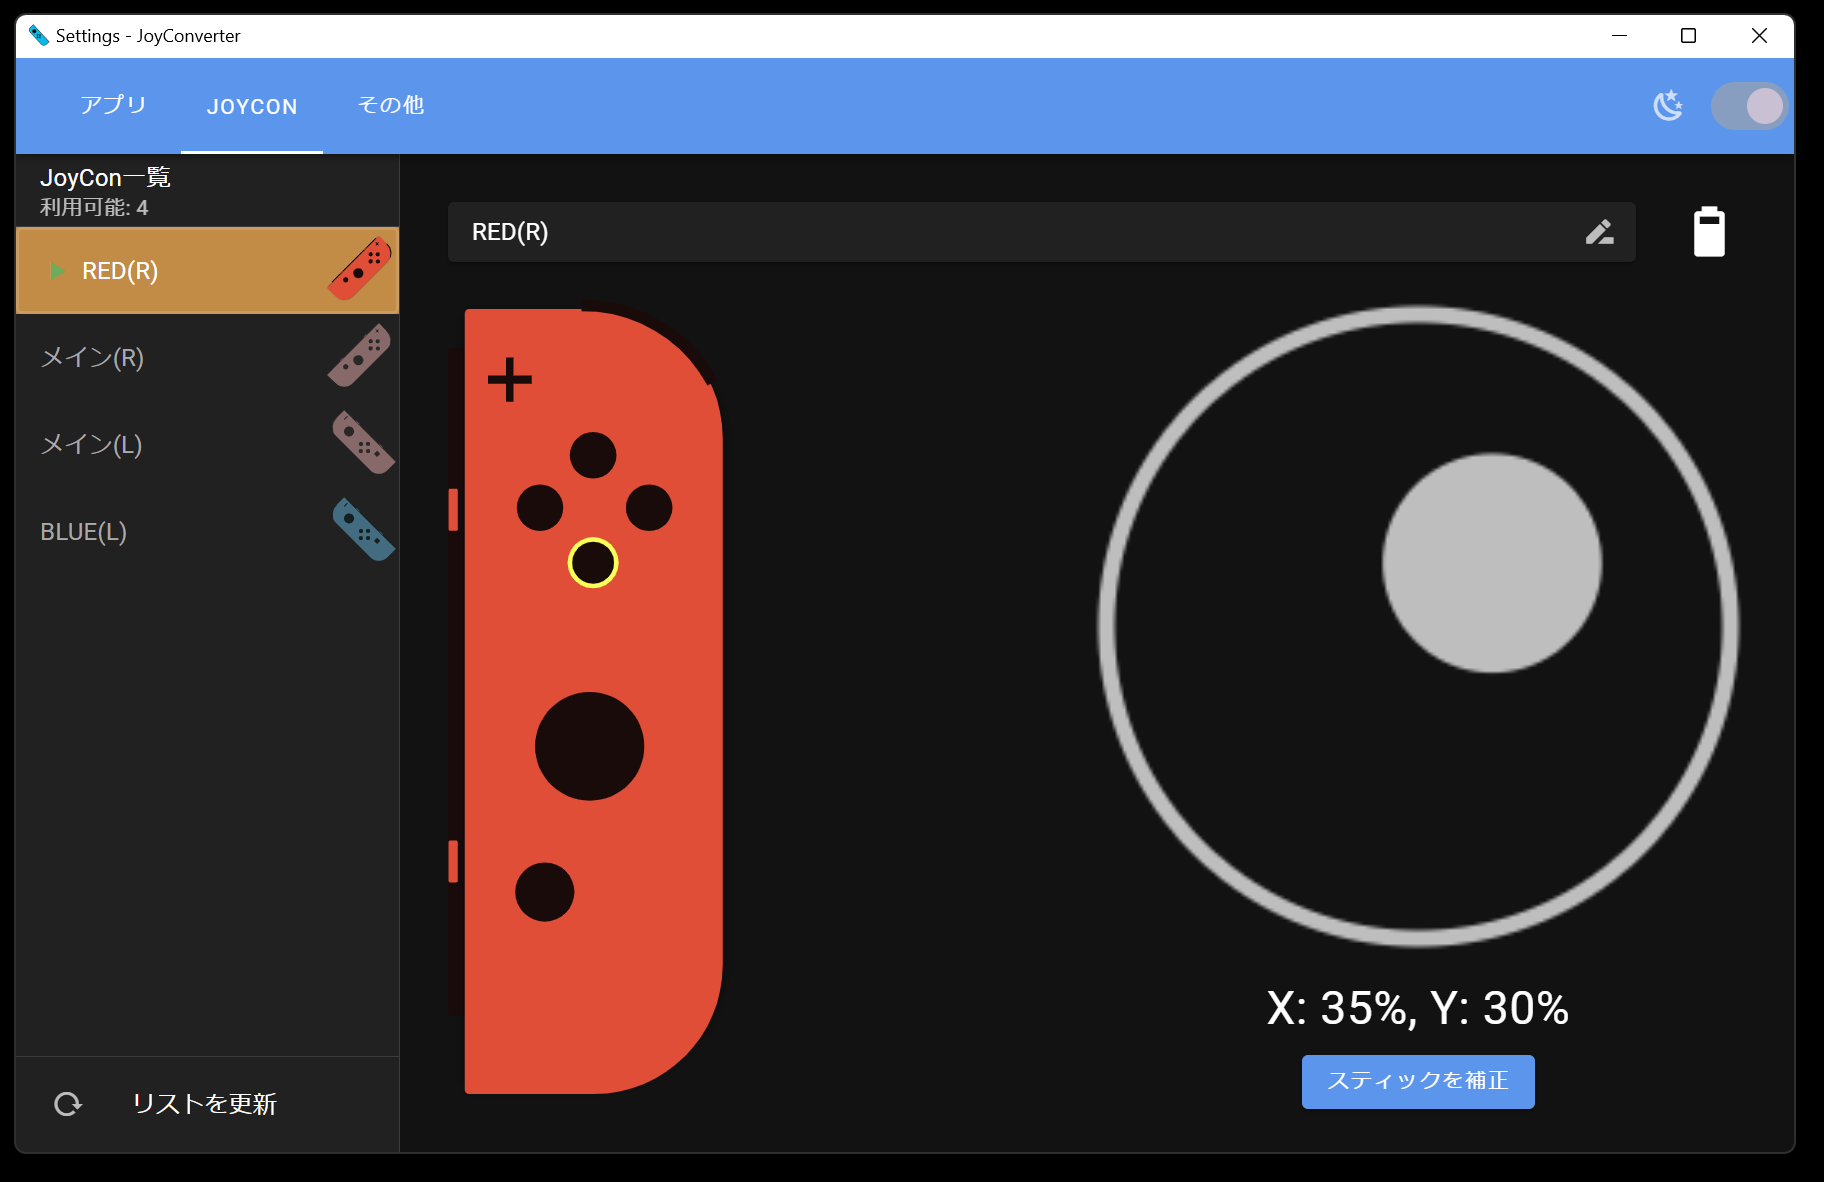 Settings - JoyConverter
アプリ
JOYCON
その他
JoyCon一覧
利用可能: 4
RED(R)
メイン(R)
メイン(L)
BLUE(L)
リストを更新
RED(R)
X: 35%, Y: 30%
スティックを補正